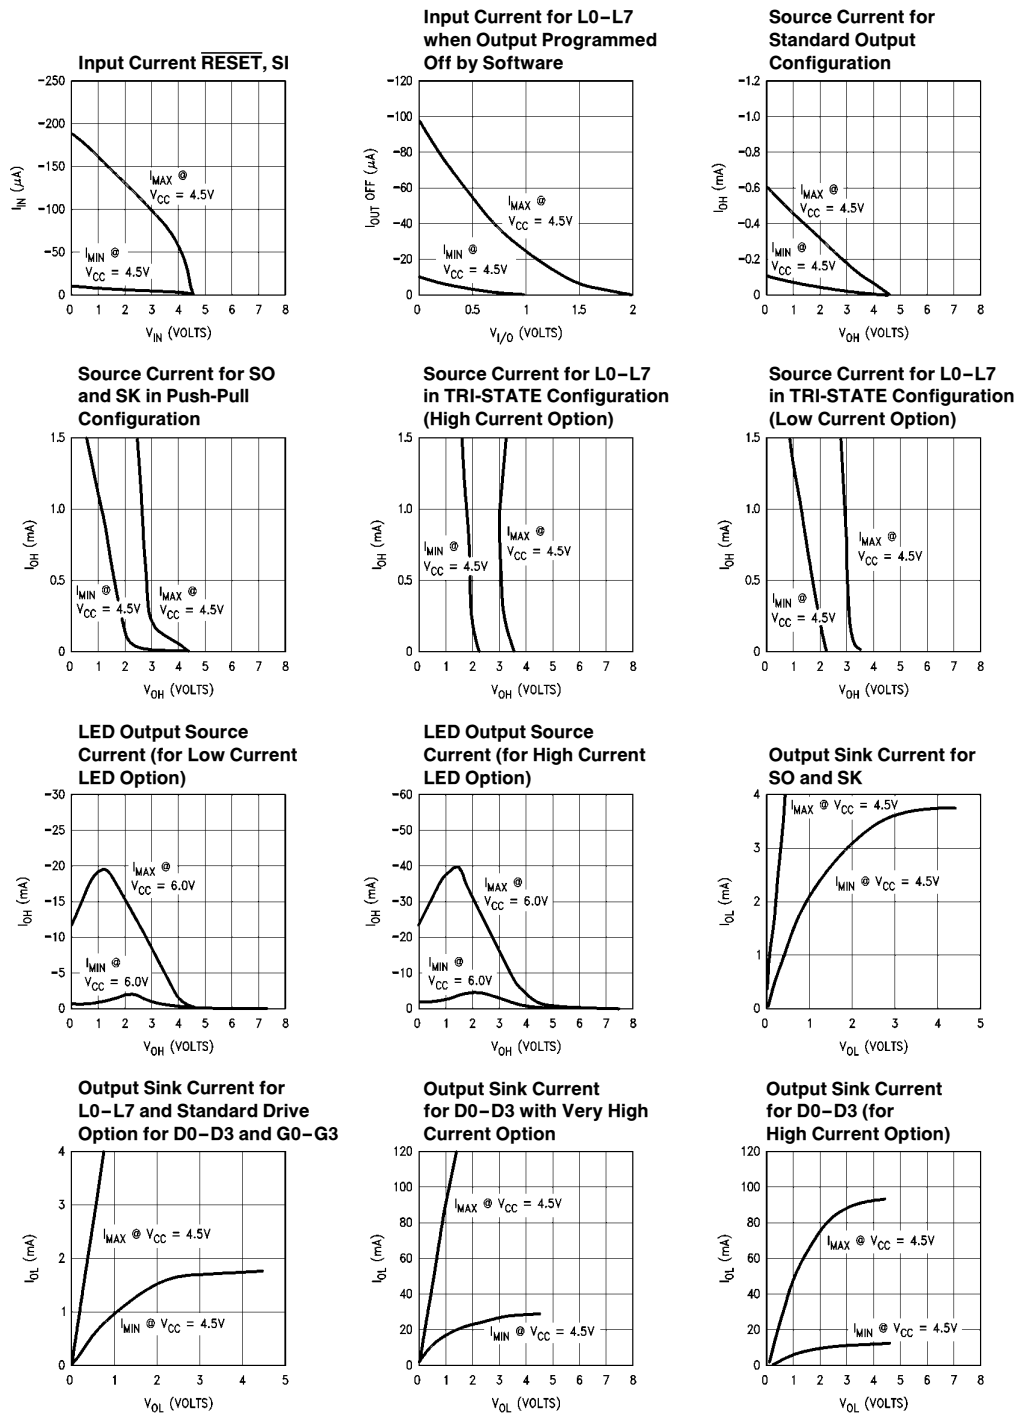 Input Current RESET, SI
-250
-200
-150
-100
-50
0
I_IN (μA)
I_MAX @
V_CC = 4.5V
I_MIN @
V_CC = 4.5V
0 1 2 3 4 5 6 7 8
V_IN (VOLTS)
Input Current for L0–L7
when Output Programmed
Off by Software
-120
-100
-80
-60
-40
-20
0
I_OUT OFF (μA)
I_MAX @
V_CC = 4.5V
I_MIN @
V_CC = 4.5V
0 0.5 1 1.5 2
V_I/O (VOLTS)
Source Current for
Standard Output
Configuration
-1.2
-1.0
-0.8
-0.6
-0.4
-0.2
0
I_OH (mA)
I_MAX @
V_CC = 4.5V
I_MIN @
V_CC = 4.5V
0 1 2 3 4 5 6 7 8
V_OH (VOLTS)
Source Current for SO
and SK in Push-Pull
Configuration
1.5
1.0
0.5
0
I_OH (mA)
I_MIN @
V_CC = 4.5V
I_MAX @
V_CC = 4.5V
0 1 2 3 4 5 6 7 8
V_OH (VOLTS)
Source Current for L0–L7
in TRI-STATE Configuration
(High Current Option)
1.5
1.0
0.5
0
I_OH (mA)
I_MIN @
V_CC = 4.5V
I_MAX @
V_CC = 4.5V
0 1 2 3 4 5 6 7 8
V_OH (VOLTS)
Source Current for L0–L7
in TRI-STATE Configuration
(Low Current Option)
1.5
1.0
0.5
0
I_OH (mA)
I_MAX @
V_CC = 4.5V
I_MIN @
V_CC = 4.5V
0 1 2 3 4 5 6 7 8
V_OH (VOLTS)
LED Output Source
Current (for Low Current
LED Option)
-30
-25
-20
-15
-10
-5
0
I_OH (mA)
I_MAX @
V_CC = 6.0V
I_MIN @
V_CC = 6.0V
0 1 2 3 4 5 6 7 8
V_OH (VOLTS)
LED Output Source
Current (for High Current
LED Option)
-60
-50
-40
-30
-20
-10
0
I_OH (mA)
I_MAX @
V_CC = 6.0V
I_MIN @
V_CC = 6.0V
0 1 2 3 4 5 6 7 8
V_OH (VOLTS)
Output Sink Current for
SO and SK
4
3
2
1
0
I_OL (mA)
I_MAX @ V_CC = 4.5V
I_MIN @ V_CC = 4.5V
0 1 2 3 4 5
V_OL (VOLTS)
Output Sink Current for
L0–L7 and Standard Drive
Option for D0–D3 and G0–G3
4
3
2
1
0
I_OL (mA)
I_MAX @ V_CC = 4.5V
I_MIN @ V_CC = 4.5V
0 1 2 3 4 5
V_OL (VOLTS)
Output Sink Current
for D0–D3 with Very High
Current Option
120
100
80
60
40
20
0
I_OL (mA)
I_MAX @ V_CC = 4.5V
I_MIN @ V_CC = 4.5V
0 1 2 3 4 5 6 7 8
V_OL (VOLTS)
Output Sink Current
for D0–D3 (for
High Current Option)
120
100
80
60
40
20
0
I_OL (mA)
I_MAX @ V_CC = 4.5V
I_MIN @ V_CC = 4.5V
0 1 2 3 4 5 6 7 8
V_OL (VOLTS)